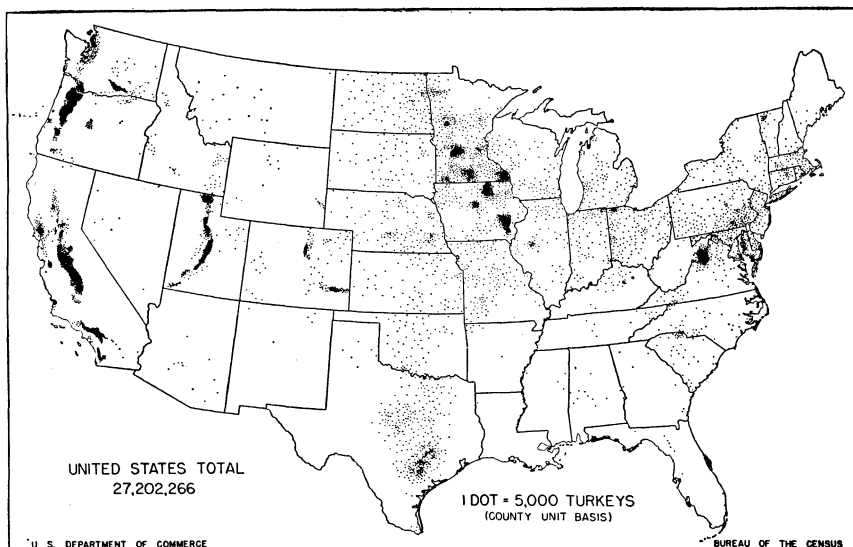 UNITED STATES TOTAL
27,202,266
1 DOT = 5,000 TURKEYS
(COUNTY UNIT BASIS)
U. S. DEPARTMENT OF COMMERCE
BUREAU OF THE CENSUS